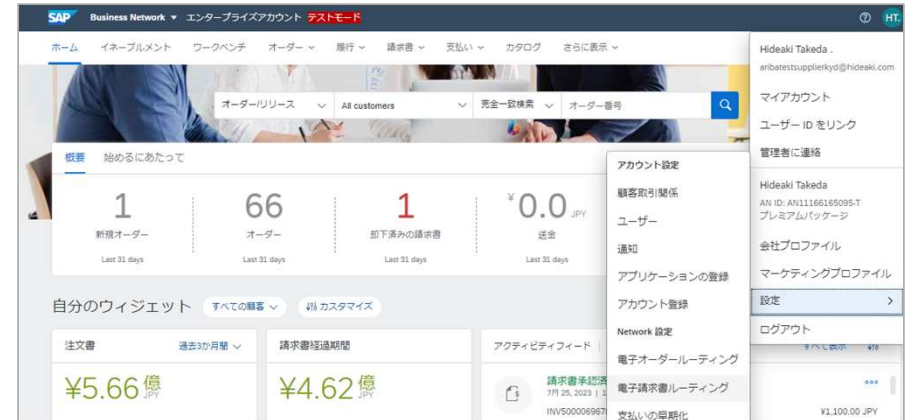 SAP Business Network ▼ エンタープライズアカウント テストモード
HT.
ホーム イネーブルメント ワークベンチ オーダー 履行 請求書 支払い カタログ さらに表示
オーダー/リリース All customers 完全一致検索 オーダー番号
概要 始めるにあたって
1 66 1 ¥0.0 JPY
新規オーダー オーダー 却下済みの請求書 送金
Last 31 days Last 31 days Last 31 days Last 31 days
自分のウィジェット すべての顧客 カスタマイズ
注文書 過去3か月間 請求書経過期間 アクティビティフィード すべて表示
¥5.66 億 JPY ¥4.62 億 JPY
請求書承認済
7月 25, 2023 | 1
INV500006967
¥1,100.00 JPY
アカウント設定
顧客取引関係
ユーザー
通知
アプリケーションの登録
アカウント登録
Network 設定
電子オーダールーティング
電子請求書ルーティング
支払いの早期化
Hideaki Takeda .
aribatestsupplierkyd@hideaki.com
マイアカウント
ユーザー ID をリンク
管理者に連絡
Hideaki Takeda
AN ID: AN11166165095-T
プレミアムパッケージ
会社プロファイル
マーケティングプロファイル
設定
ログアウト